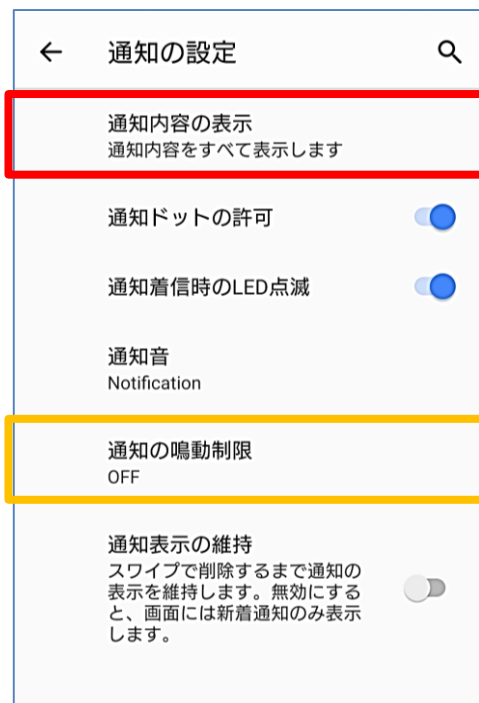 通知の設定
通知内容の表示
通知内容をすべて表示します
通知ドットの許可
通知着信時のLED点滅
通知音
Notification
通知の鳴動制限
OFF
通知表示の維持
スワイプで削除するまで通知の
表示を維持します。無効にする
と、画面には新着通知のみ表示
します。